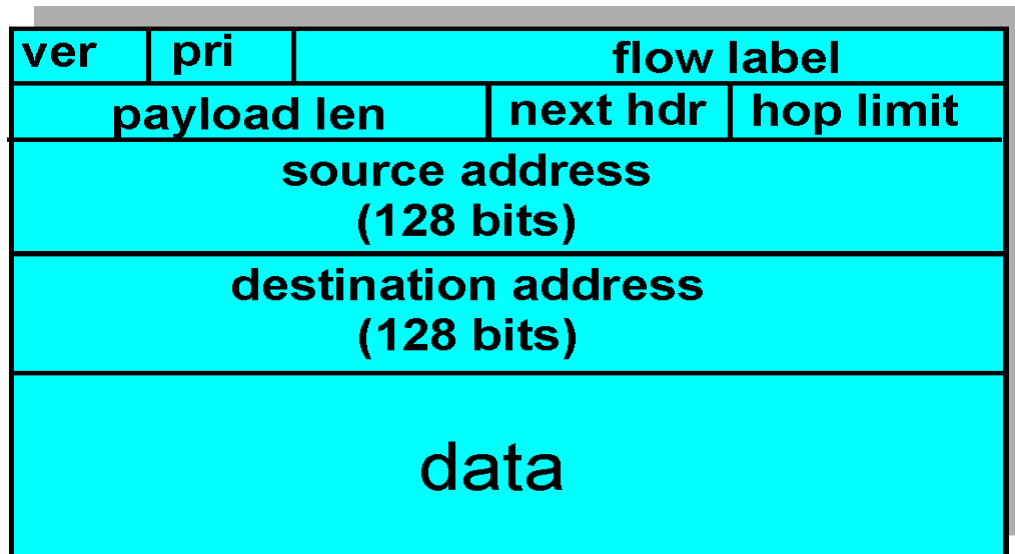 ver pri flow label
payload len next hdr hop limit
source address
(128 bits)
destination address
(128 bits)
data